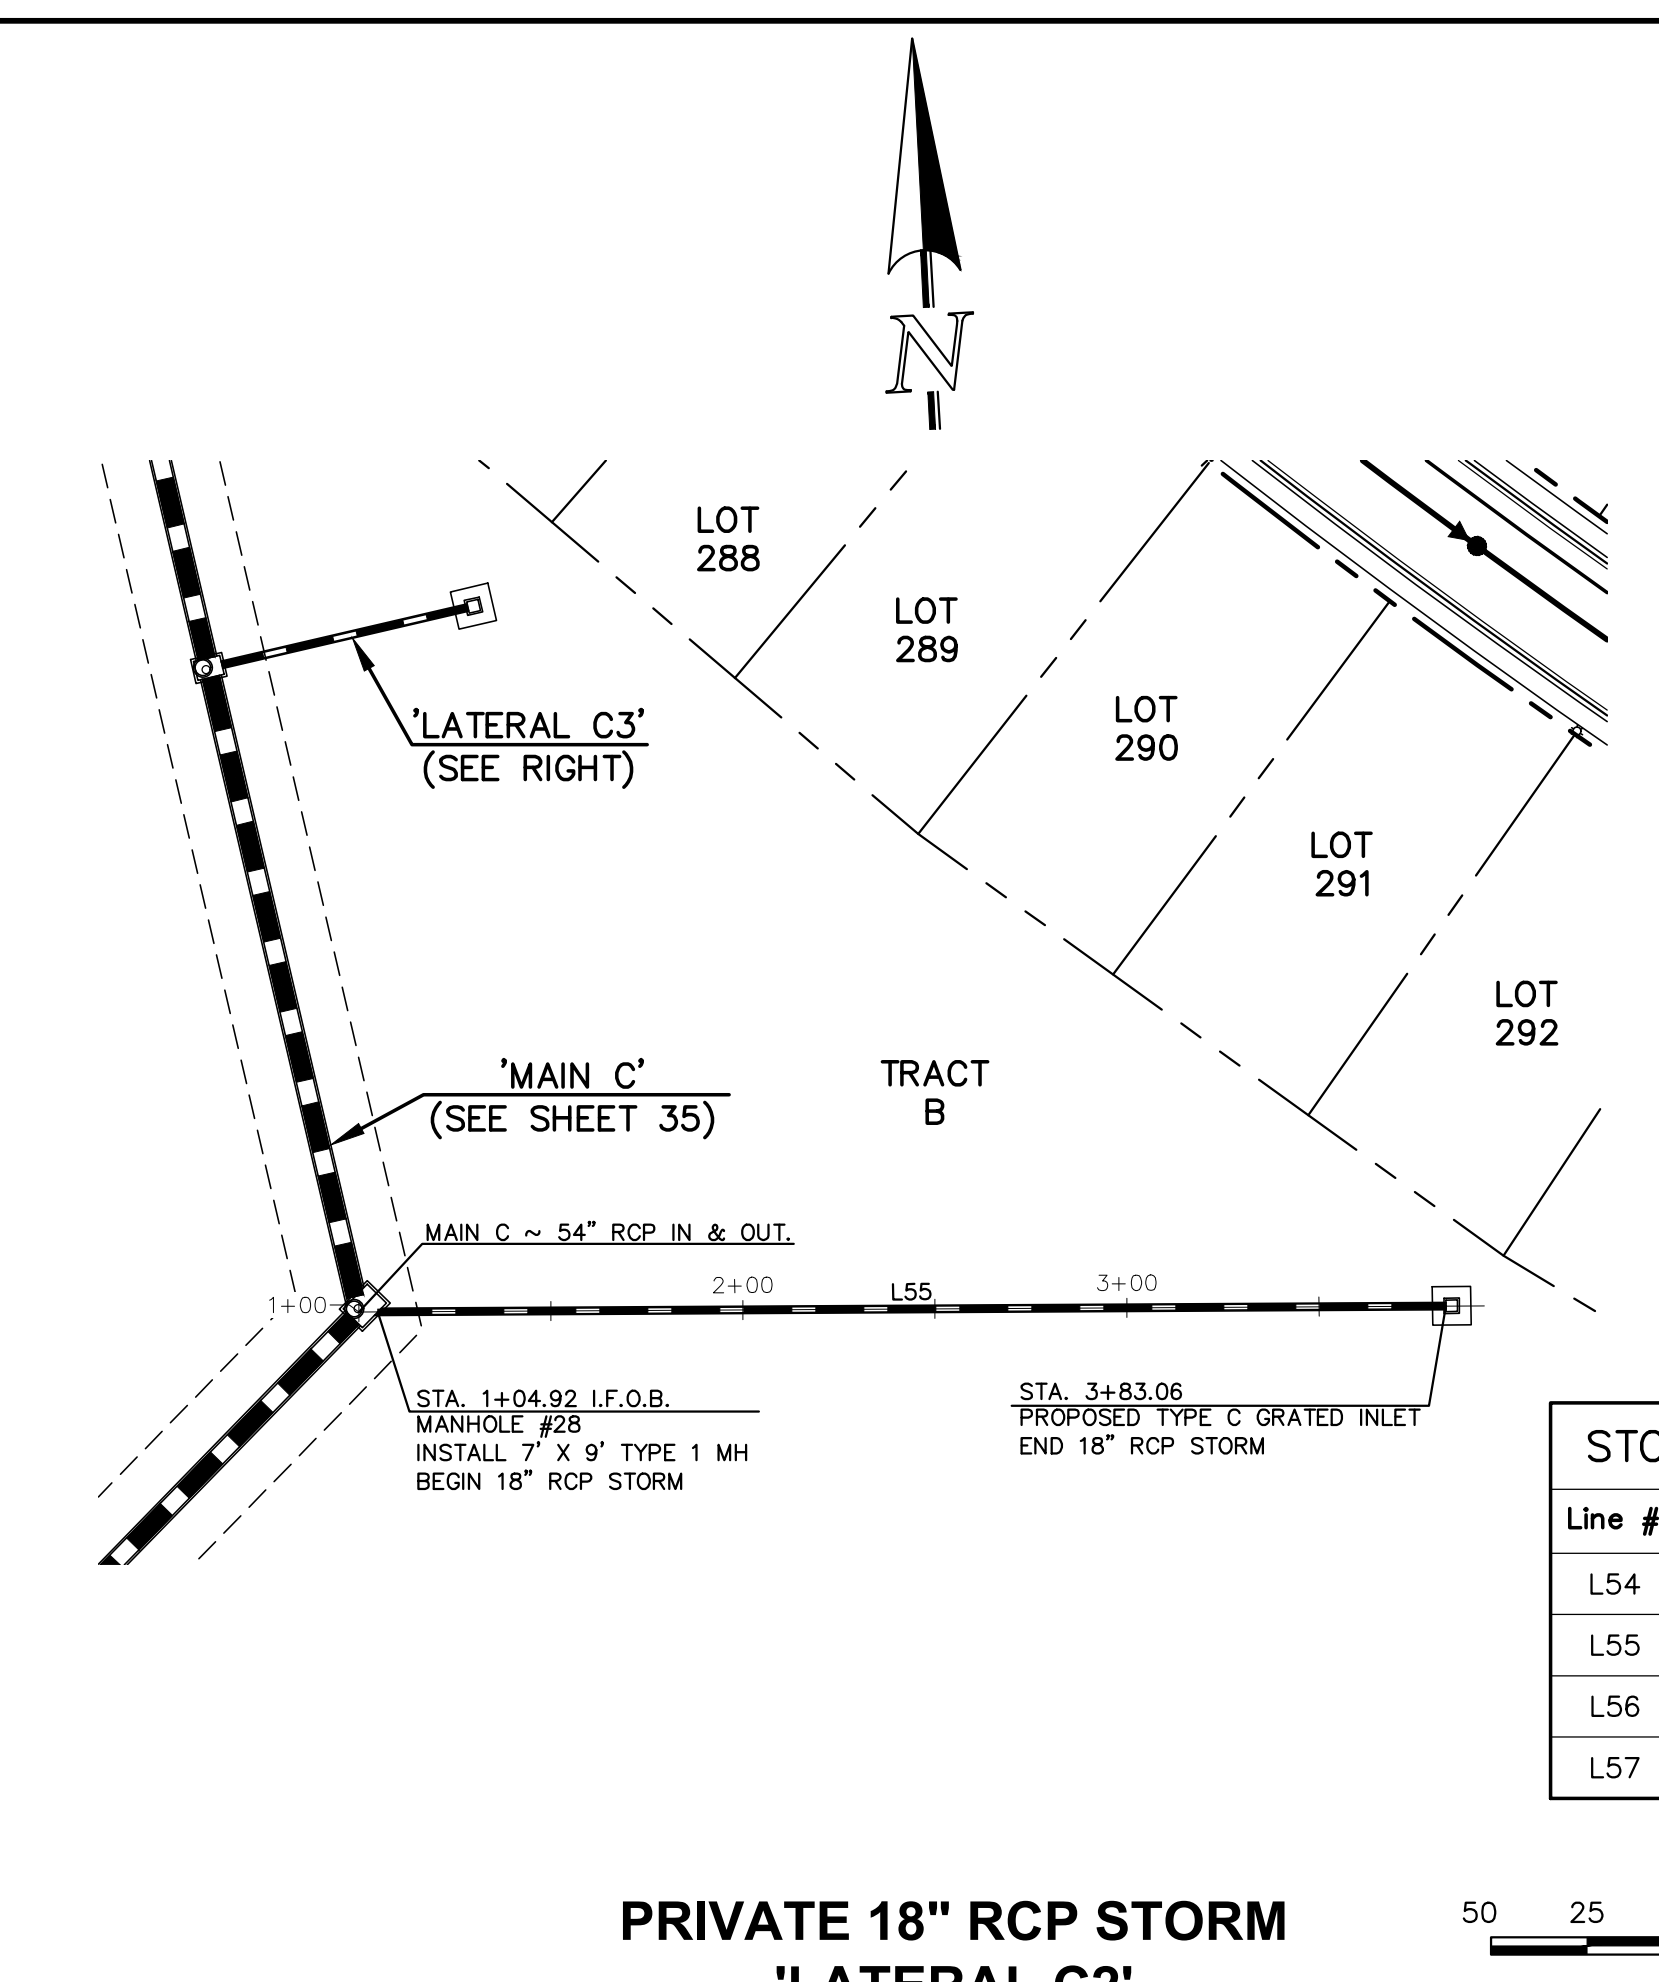 N
LOT
288
LOT
289
LOT
290
LOT
291
LOT
292
'LATERAL C3'
(SEE RIGHT)
'MAIN C'
(SEE SHEET 35)
TRACT
B
MAIN C ~ 54" RCP IN & OUT.
1+00
2+00
L55
3+00
STA. 1+04.92 I.F.O.B.
MANHOLE #28
INSTALL 7' X 9' TYPE 1 MH
BEGIN 18" RCP STORM
STA. 3+83.06
PROPOSED TYPE C GRATED INLET
END 18" RCP STORM
Line #
L54
L55
L56
L57
PRIVATE 18" RCP STORM
'LATERAL C2'
50 25